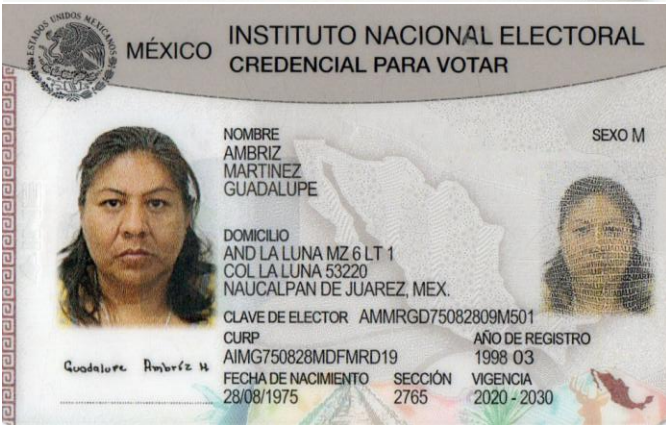 ESTADOS UNIDOS MEXICANOS
MÉXICO
INSTITUTO NACIONAL ELECTORAL
CREDENCIAL PARA VOTAR
NOMBRE
SEXO M
AMBRIZ
MARTINEZ
GUADALUPE
DOMICILIO
AND LA LUNA MZ 6 LT 1
COL LA LUNA 53220
NAUCALPAN DE JUAREZ, MEX.
CLAVE DE ELECTOR AMMRGD75082809M501
CURP
AÑO DE REGISTRO
AIMG750828MDFMRD19
1998 03
Guadalupe Ambríz M
FECHA DE NACIMIENTO SECCIÓN VIGENCIA
28/08/1975 2765 2020 - 2030